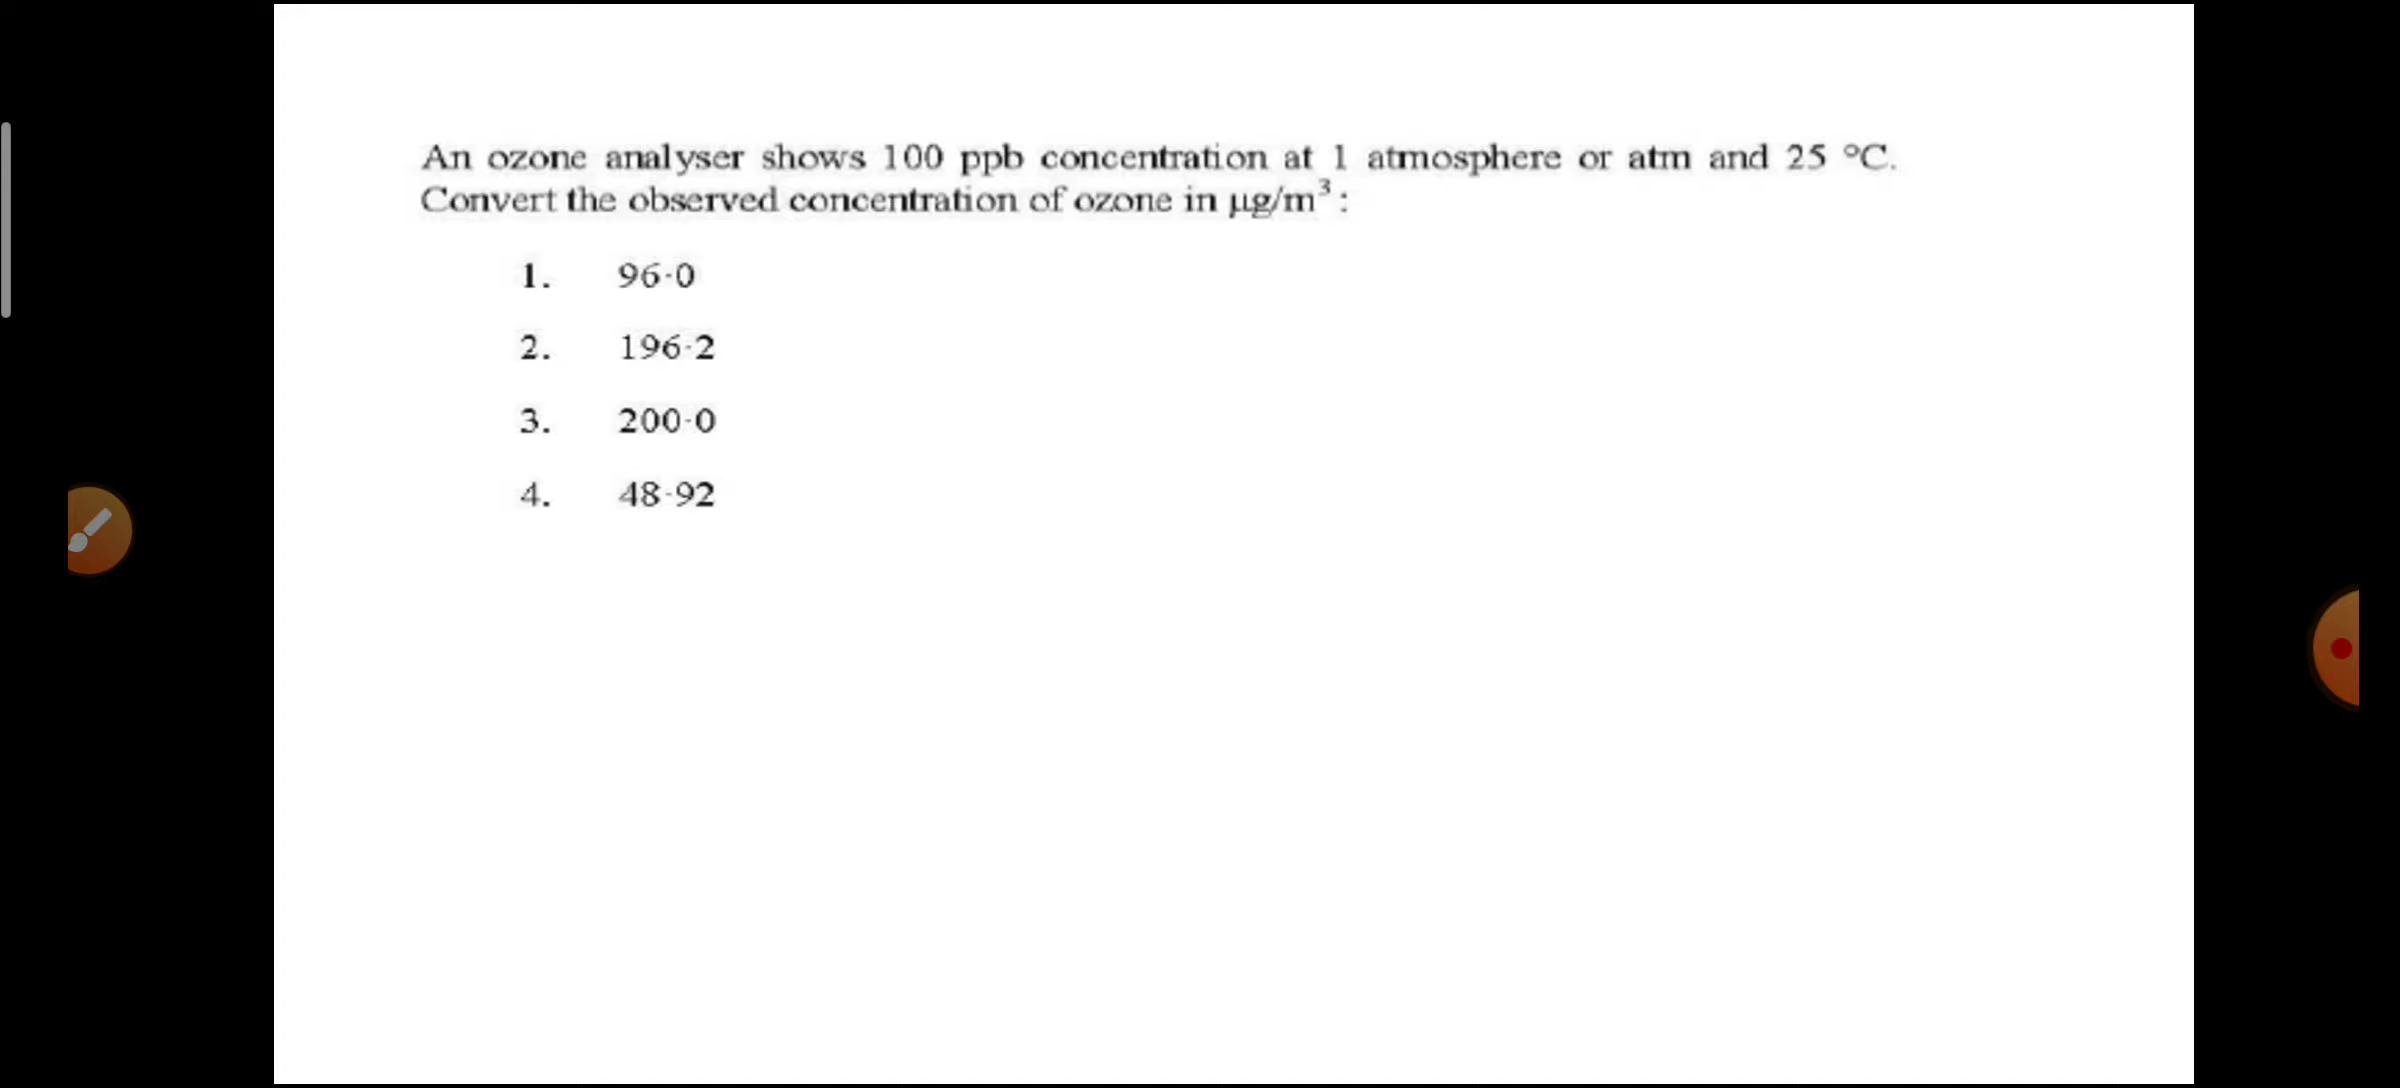 An ozone analyser shows 100 ppb concentration at 1 atmosphere or atm and 25 °C.
Convert the observed concentration of ozone in µg/m³ :
1. 96·0
2. 196·2
3. 200·0
4. 48·92